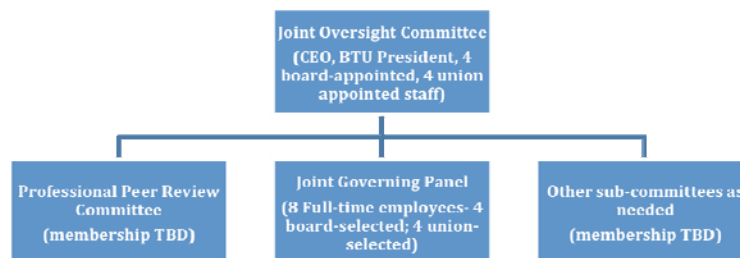 Joint Oversight Committee
(CEO, BTU President, 4
board-appointed, 4 union
appointed staff)
Professional Peer Review
Committee
(membership TBD)
Joint Governing Panel
(8 Full-time employees- 4
board-selected; 4 union-
selected)
Other sub-committees as
needed
(membership TBD)